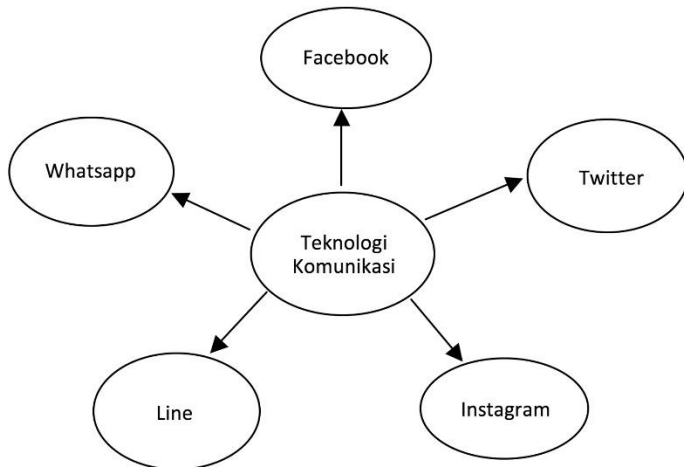 Facebook
Whatsapp
Twitter
Teknologi
Komunikasi
Line
Instagram